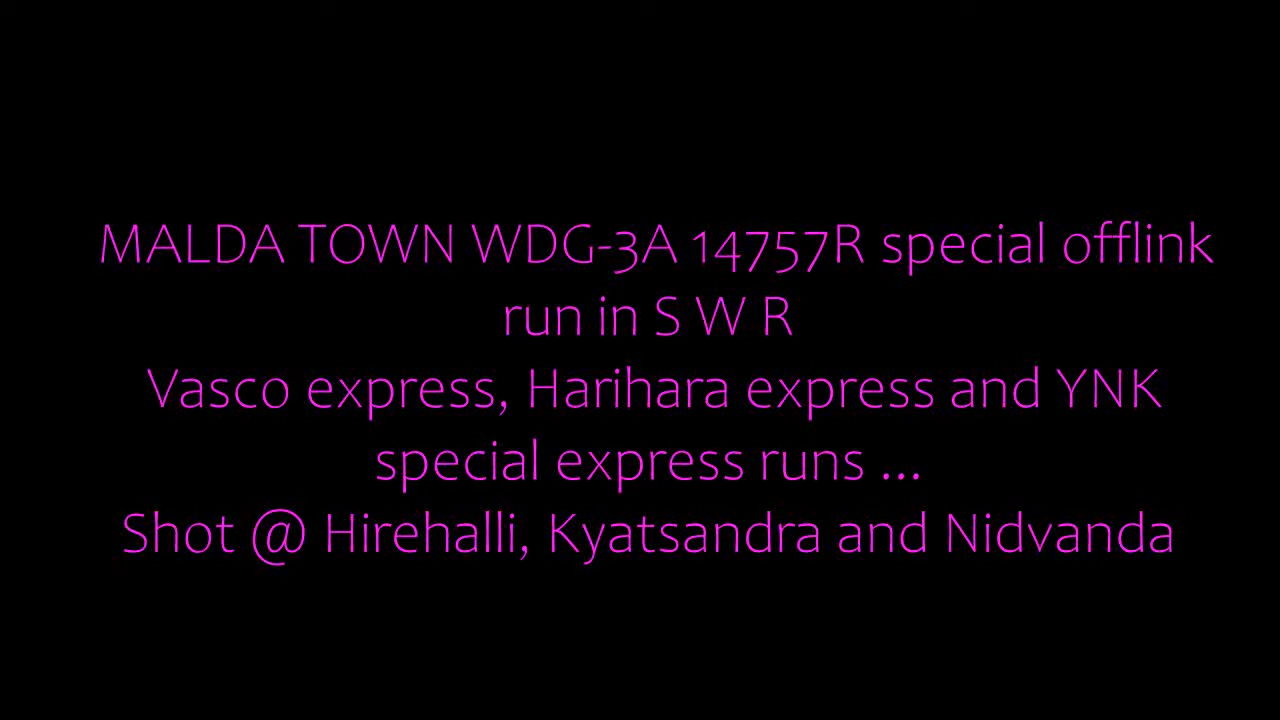 MALDA TOWN WDG-3A 14757R special offlink
run in S W R
Vasco express, Harihara express and YNK
special express runs ...
Shot @ Hirehalli, Kyatsandra and Nidvanda